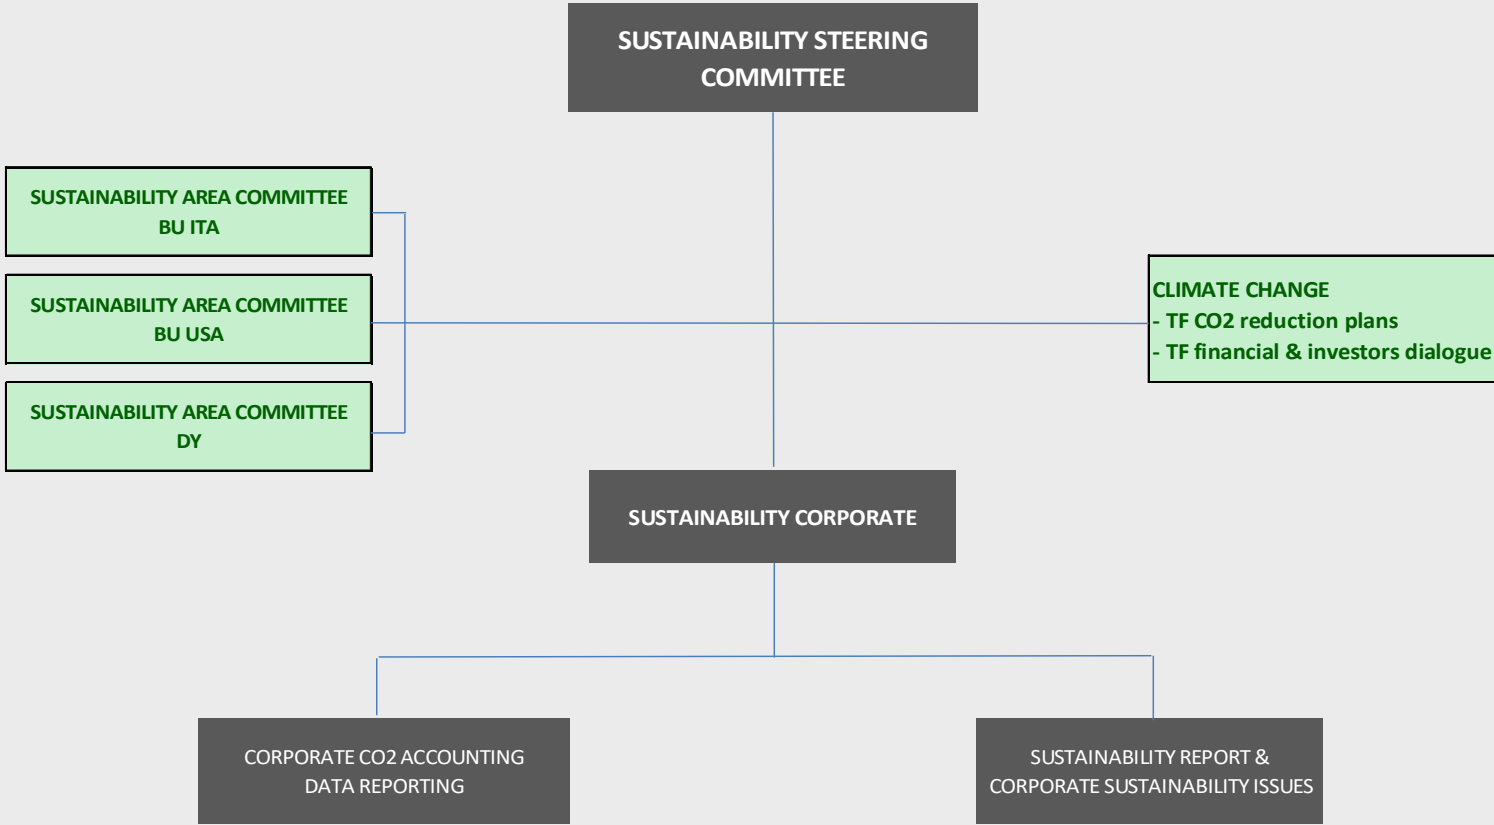 SUSTAINABILITY STEERING
COMMITTEE
SUSTAINABILITY AREA COMMITTEE
BU ITA
SUSTAINABILITY AREA COMMITTEE
BU USA
SUSTAINABILITY AREA COMMITTEE
DY
CLIMATE CHANGE
- TF CO2 reduction plans
- TF financial & investors dialogue
SUSTAINABILITY CORPORATE
CORPORATE CO2 ACCOUNTING
DATA REPORTING
SUSTAINABILITY REPORT &
CORPORATE SUSTAINABILITY ISSUES